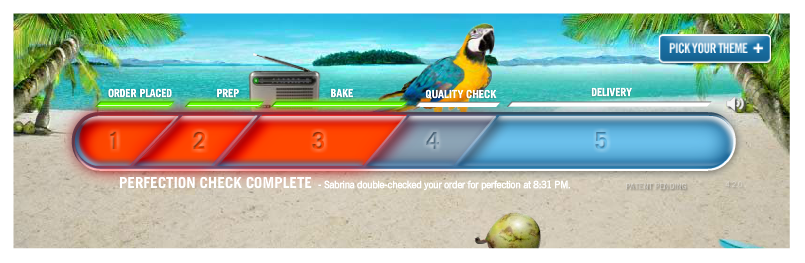 PICK YOUR THEME +
ORDER PLACED PREP BAKE QUALITY CHECK DELIVERY
1 2 3 4 5
PERFECTION CHECK COMPLETE - Sabrina double-checked your order for perfection at 8:31 PM.
PATENT PENDING